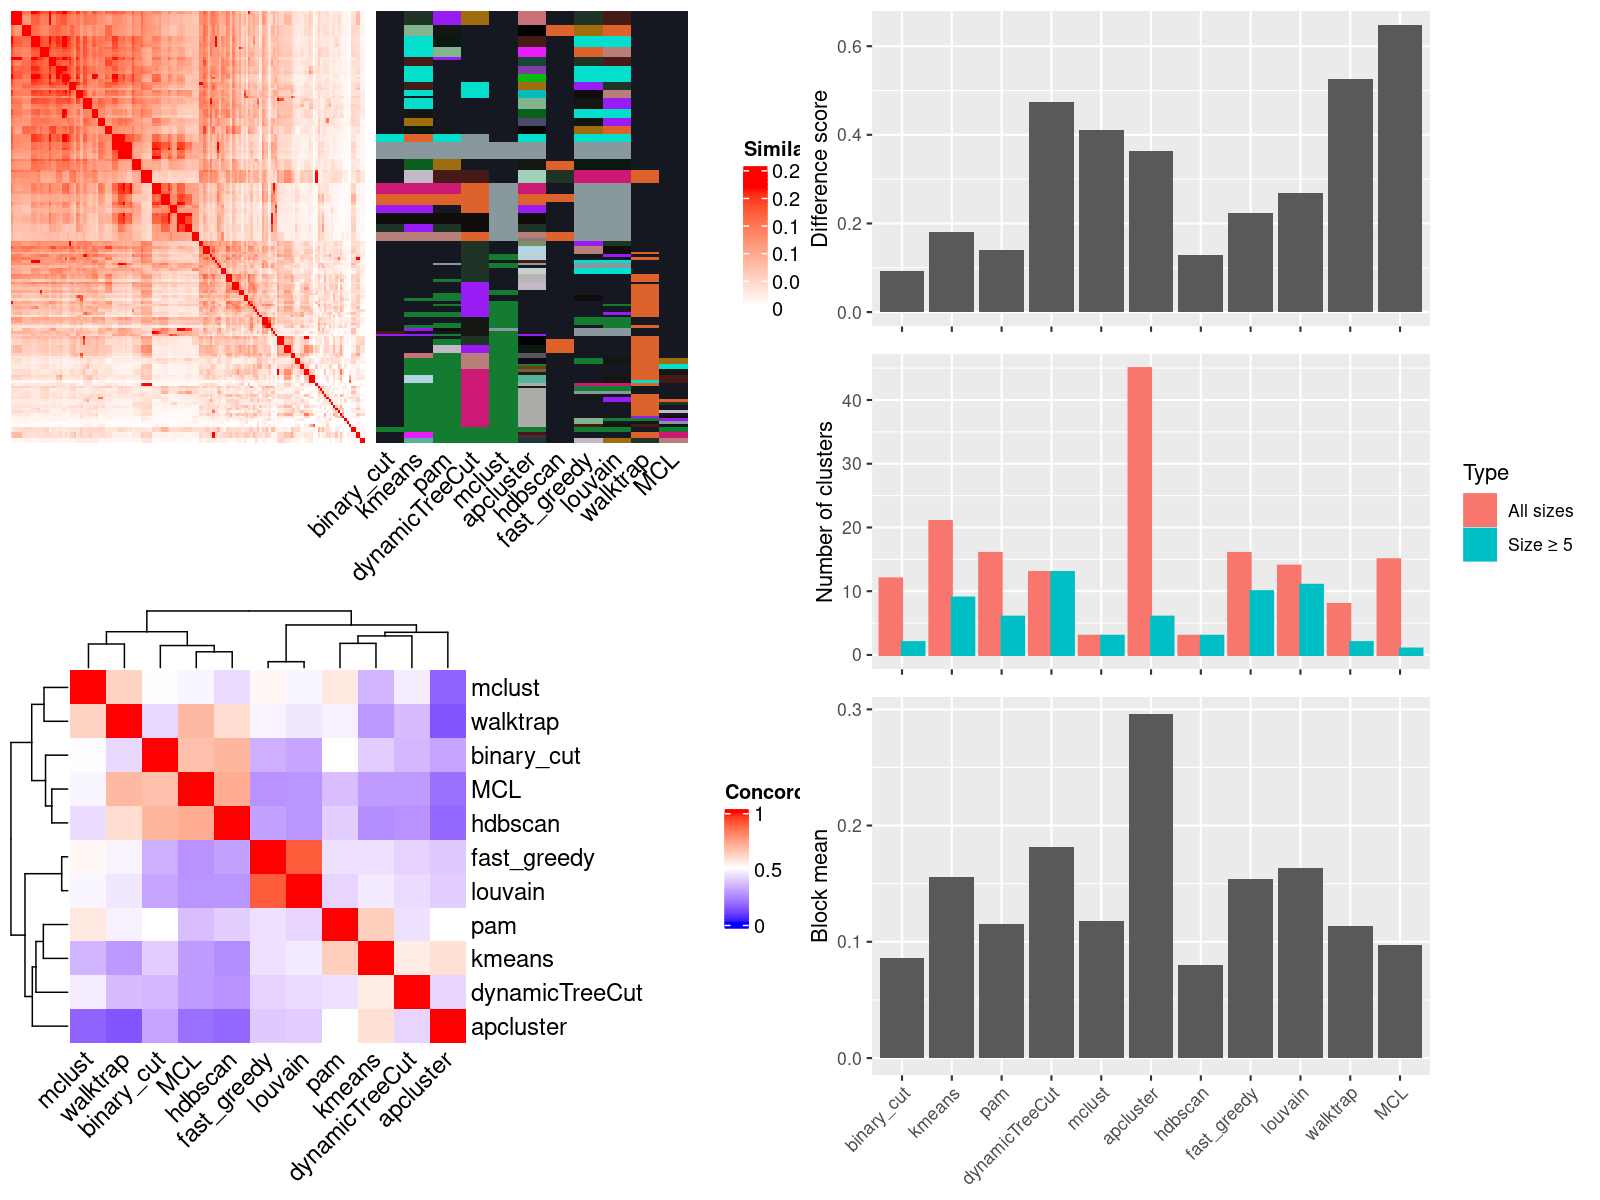 Simila
0.2
0.2
0.1
0.1
0.0
0
binary_cut
kmeans
pam
dynamicTreeCut
mclust
apcluster
hdbscan
fast_greedy
louvain
walktrap
MCL
mclust
walktrap
binary_cut
MCL
hdbscan
fast_greedy
louvain
pam
kmeans
dynamicTreeCut
apcluster
mclust
walktrap
binary_cut
MCL
hdbscan
fast_greedy
louvain
pam
kmeans
dynamicTreeCut
apcluster
Concord
1
0.5
0
Difference score
0.6
0.4
0.2
0.0
Number of clusters
40
30
20
10
0
Type
All sizes
Size ≥ 5
Block mean
0.3
0.2
0.1
0.0
binary_cut
kmeans
pam
dynamicTreeCut
mclust
apcluster
hdbscan
fast_greedy
louvain
walktrap
MCL